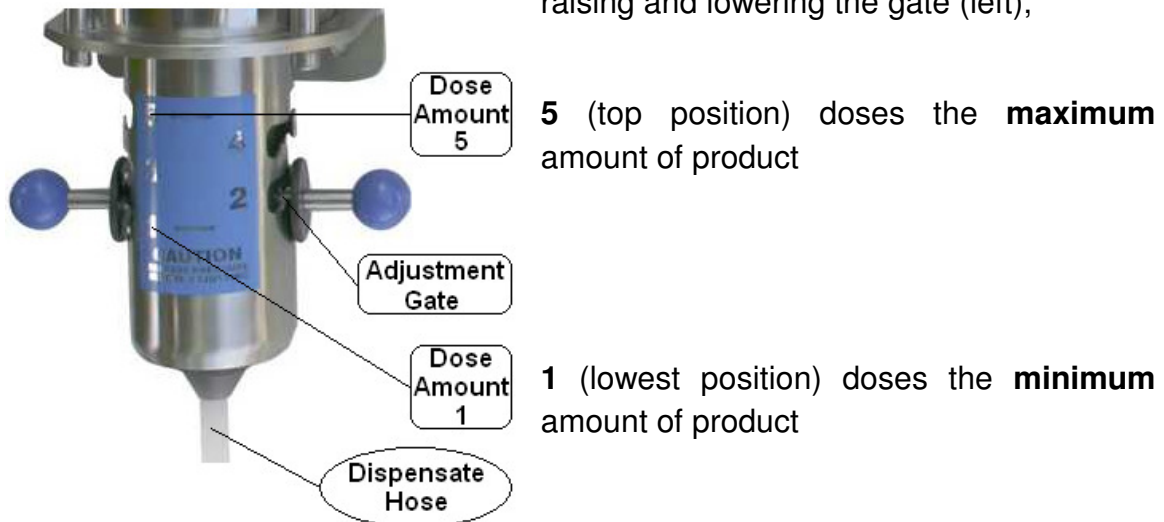 raising and lowering the gate (left),
Dose
Amount
5
5 (top position) doses the maximum
amount of product
4
2
CAUTION
Adjustment
Gate
Dose
Amount
1
1 (lowest position) doses the minimum
amount of product
Dispensate
Hose